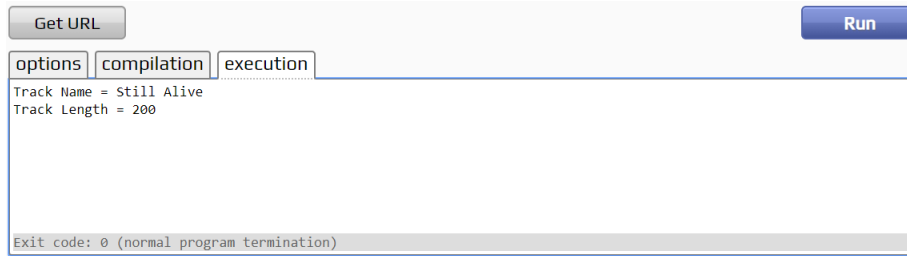 Get URL
Run
options compilation execution
Track Name = Still Alive
Track Length = 200
Exit code: 0 (normal program termination)